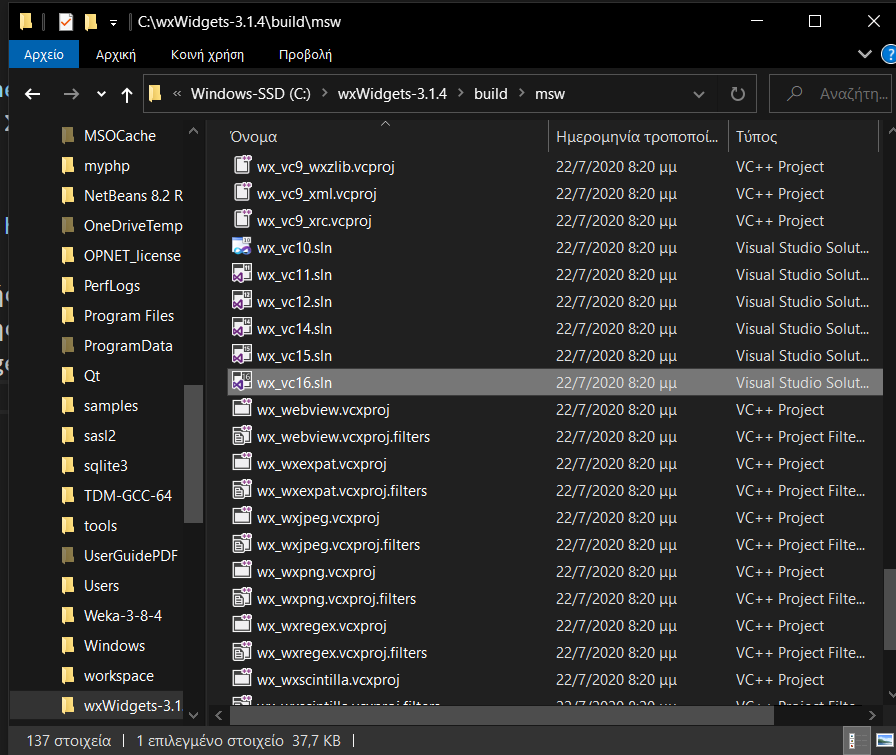 C:\wxWidgets-3.1.4\build\msw
Αρχείο Αρχική Κοινή χρήση Προβολή
« Windows-SSD (C:) > wxWidgets-3.1.4 > build > msw Αναζήτη...
Όνομα Ημερομηνία τροποποί... Τύπος
MSOCache
myphp
NetBeans 8.2 R
OneDriveTemp
OPNET_license
PerfLogs
Program Files
ProgramData
Qt
samples
sasl2
sqlite3
TDM-GCC-64
tools
UserGuidePDF
Users
Weka-3-8-4
Windows
workspace
wxWidgets-3.1
wx_vc9_wxzlib.vcproj 22/7/2020 8:20 μμ VC++ Project
wx_vc9_xml.vcproj 22/7/2020 8:20 μμ VC++ Project
wx_vc9_xrc.vcproj 22/7/2020 8:20 μμ VC++ Project
wx_vc10.sln 22/7/2020 8:20 μμ Visual Studio Solut...
wx_vc11.sln 22/7/2020 8:20 μμ Visual Studio Solut...
wx_vc12.sln 22/7/2020 8:20 μμ Visual Studio Solut...
wx_vc14.sln 22/7/2020 8:20 μμ Visual Studio Solut...
wx_vc15.sln 22/7/2020 8:20 μμ Visual Studio Solut...
wx_vc16.sln 22/7/2020 8:20 μμ Visual Studio Solut...
wx_webview.vcxproj 22/7/2020 8:20 μμ VC++ Project
wx_webview.vcxproj.filters 22/7/2020 8:20 μμ VC++ Project Filte...
wx_wxexpat.vcxproj 22/7/2020 8:20 μμ VC++ Project
wx_wxexpat.vcxproj.filters 22/7/2020 8:20 μμ VC++ Project Filte...
wx_wxjpeg.vcxproj 22/7/2020 8:20 μμ VC++ Project
wx_wxjpeg.vcxproj.filters 22/7/2020 8:20 μμ VC++ Project Filte...
wx_wxpng.vcxproj 22/7/2020 8:20 μμ VC++ Project
wx_wxpng.vcxproj.filters 22/7/2020 8:20 μμ VC++ Project Filte...
wx_wxregex.vcxproj 22/7/2020 8:20 μμ VC++ Project
wx_wxregex.vcxproj.filters 22/7/2020 8:20 μμ VC++ Project Filte...
wx_wxscintilla.vcxproj 22/7/2020 8:20 μμ VC++ Project
137 στοιχεία | 1 επιλεγμένο στοιχείο 37,7 KB |